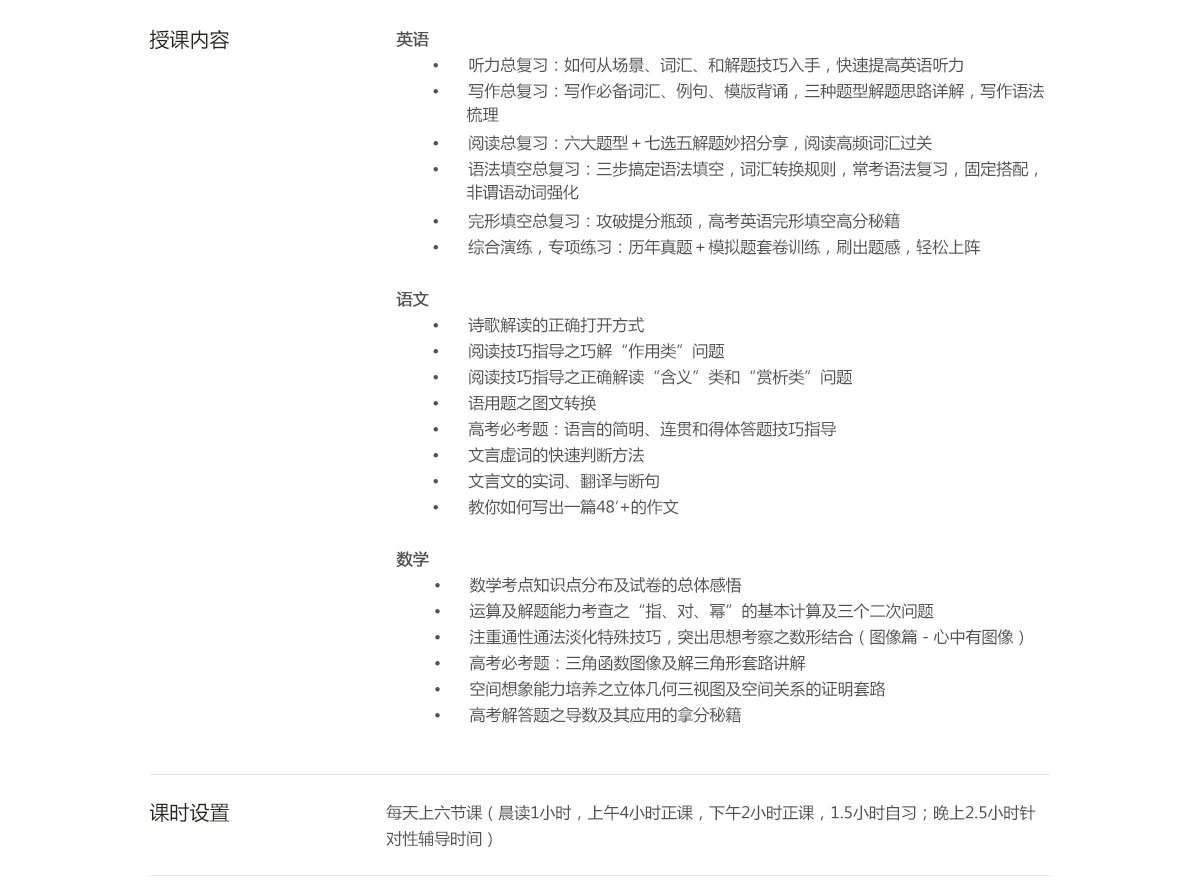 授课内容
英语
• 听力总复习：如何从场景、词汇、和解题技巧入手，快速提高英语听力
• 写作总复习：写作必备词汇、例句、模版背诵，三种题型解题思路详解，写作语法
梳理
• 阅读总复习：六大题型＋七选五解题妙招分享，阅读高频词汇过关
• 语法填空总复习：三步搞定语法填空，词汇转换规则，常考语法复习，固定搭配，
非谓语动词强化
• 完形填空总复习：攻破提分瓶颈，高考英语完形填空高分秘籍
• 综合演练，专项练习：历年真题＋模拟题套卷训练，刷出题感，轻松上阵
语文
• 诗歌解读的正确打开方式
• 阅读技巧指导之巧解“作用类”问题
• 阅读技巧指导之正确解读“含义”类和“赏析类”问题
• 语用题之图文转换
• 高考必考题：语言的简明、连贯和得体答题技巧指导
• 文言虚词的快速判断方法
• 文言文的实词、翻译与断句
• 教你如何写出一篇48′+的作文
数学
• 数学考点知识点分布及试卷的总体感悟
• 运算及解题能力考查之“指、对、幂”的基本计算及三个二次问题
• 注重通性通法淡化特殊技巧，突出思想考察之数形结合（图像篇－心中有图像）
• 高考必考题：三角函数图像及解三角形套路讲解
• 空间想象能力培养之立体几何三视图及空间关系的证明套路
• 高考解答题之导数及其应用的拿分秘籍
课时设置
每天上六节课（晨读1小时，上午4小时正课，下午2小时正课，1.5小时自习；晚上2.5小时针
对性辅导时间）